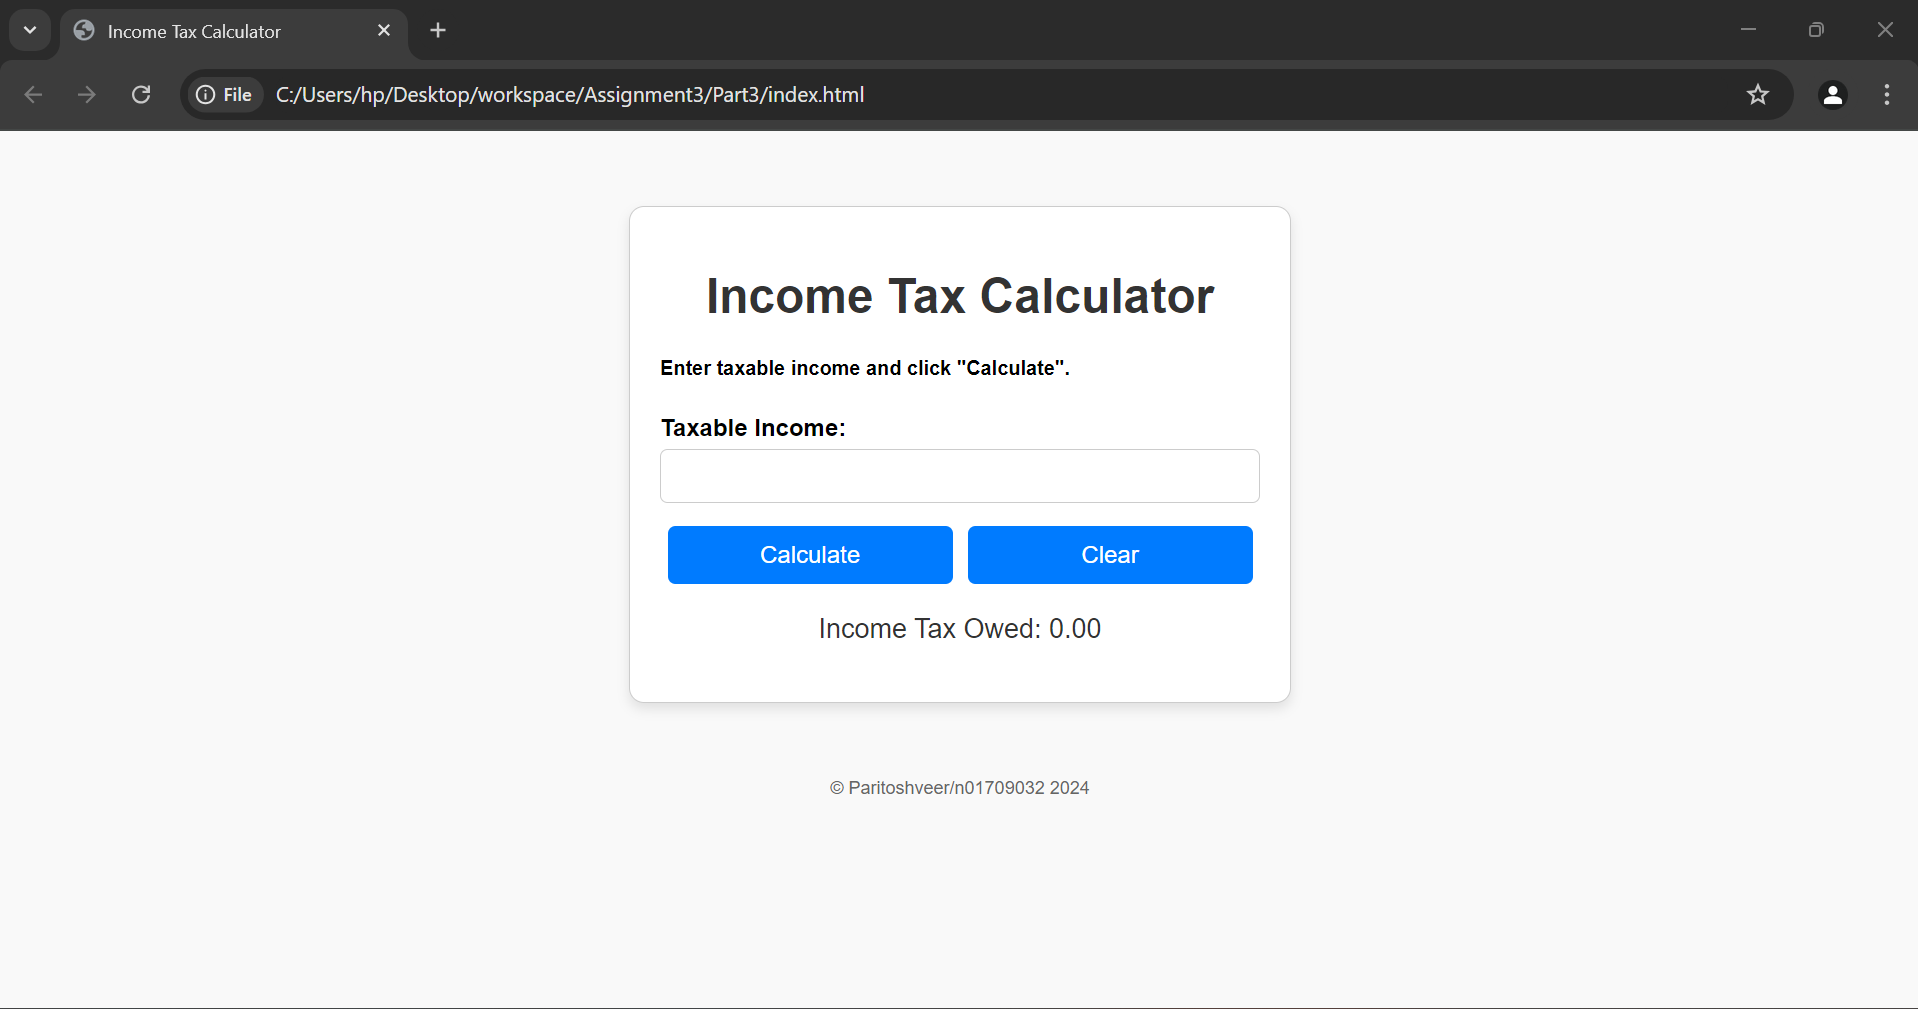 Income Tax Calculator
File C:/Users/hp/Desktop/workspace/Assignment3/Part3/index.html
Income Tax Calculator
Enter taxable income and click "Calculate".
Taxable Income:
Calculate Clear
Income Tax Owed: 0.00
© Paritoshveer/n01709032 2024